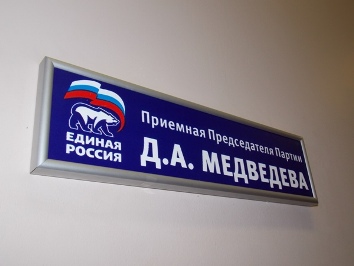 ЕДИНАЯ
РОССИЯ
Приемная Председателя Партии
Д.А. МЕДВЕДЕВА